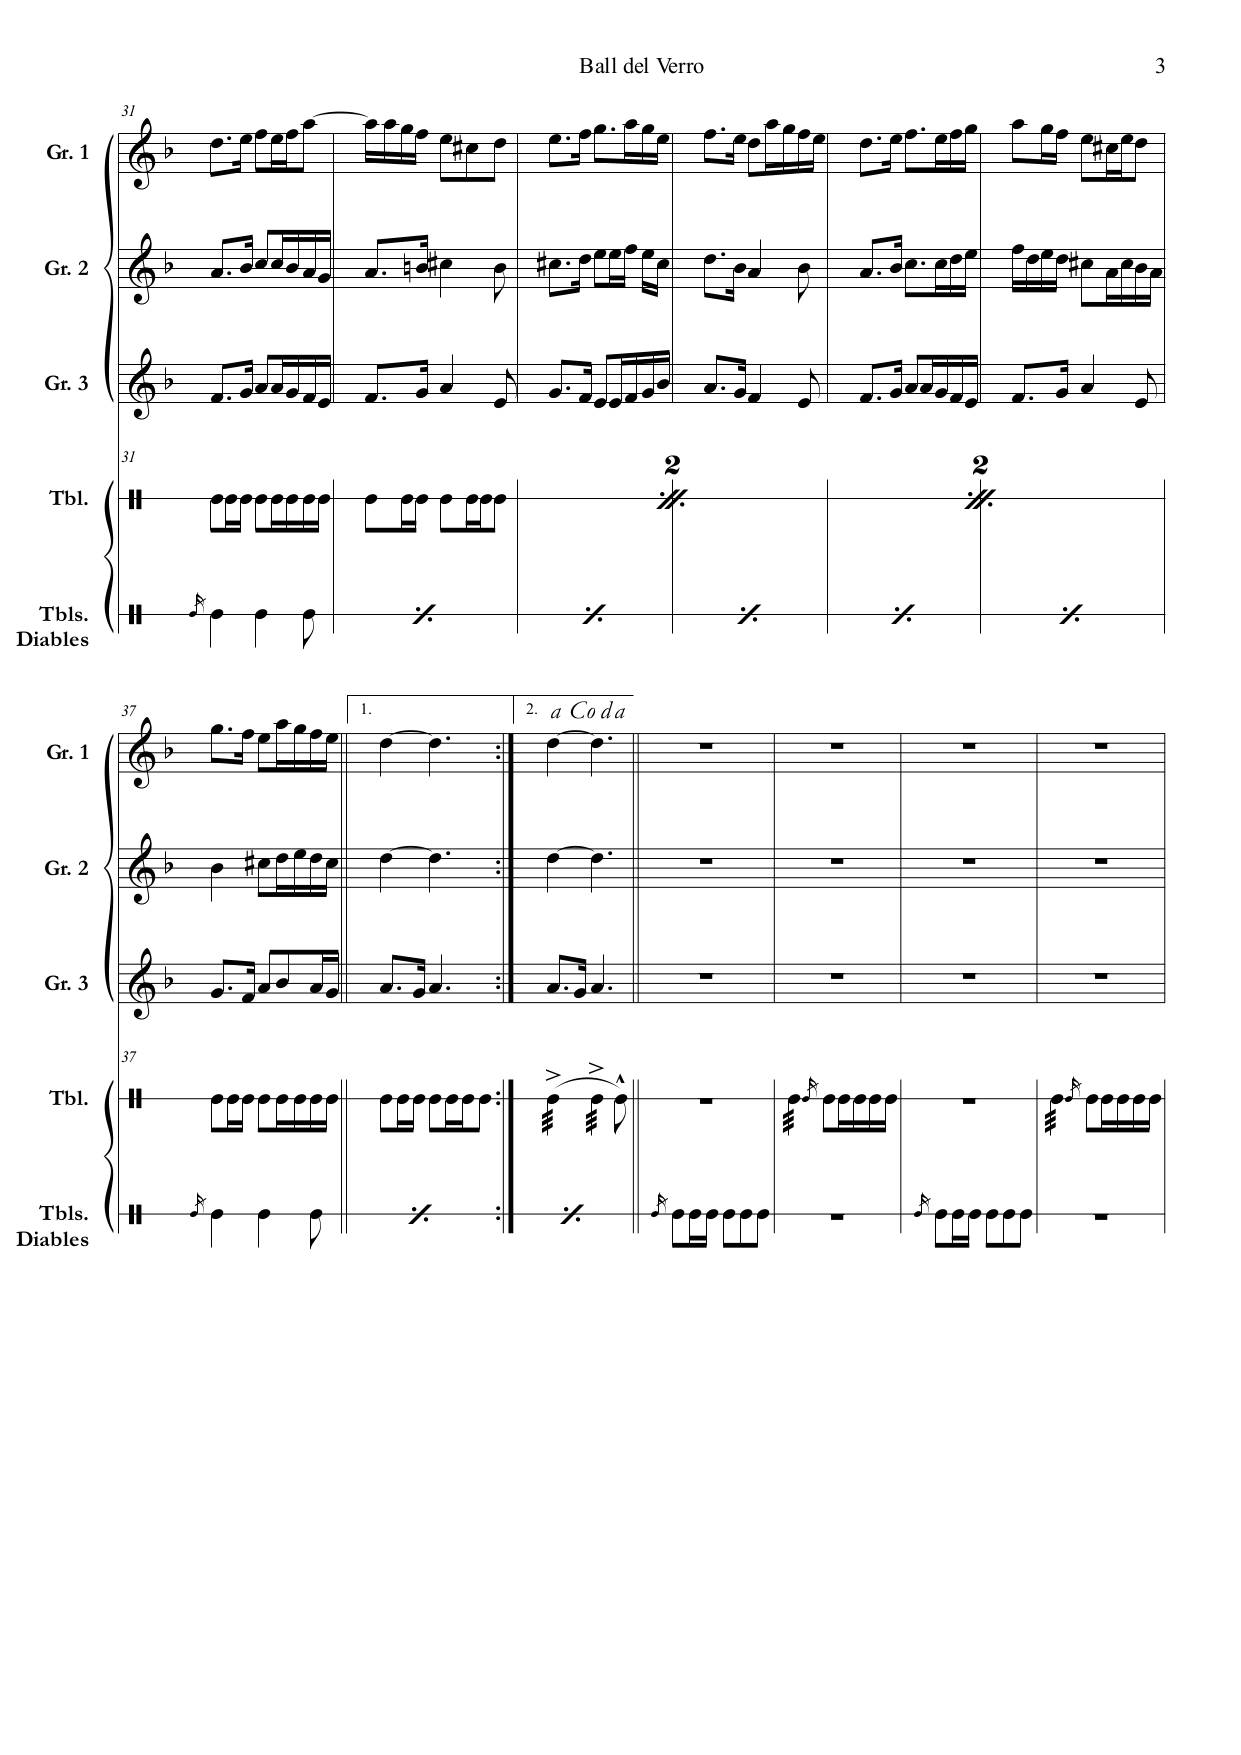 Ball del Verro
3
31
Gr. 1
Gr. 2
Gr. 3
31
2
2
Tbl.
Tbls.
Diables
37
1.
2. a Coda
Gr. 1
Gr. 2
Gr. 3
37
Tbl.
Tbls.
Diables